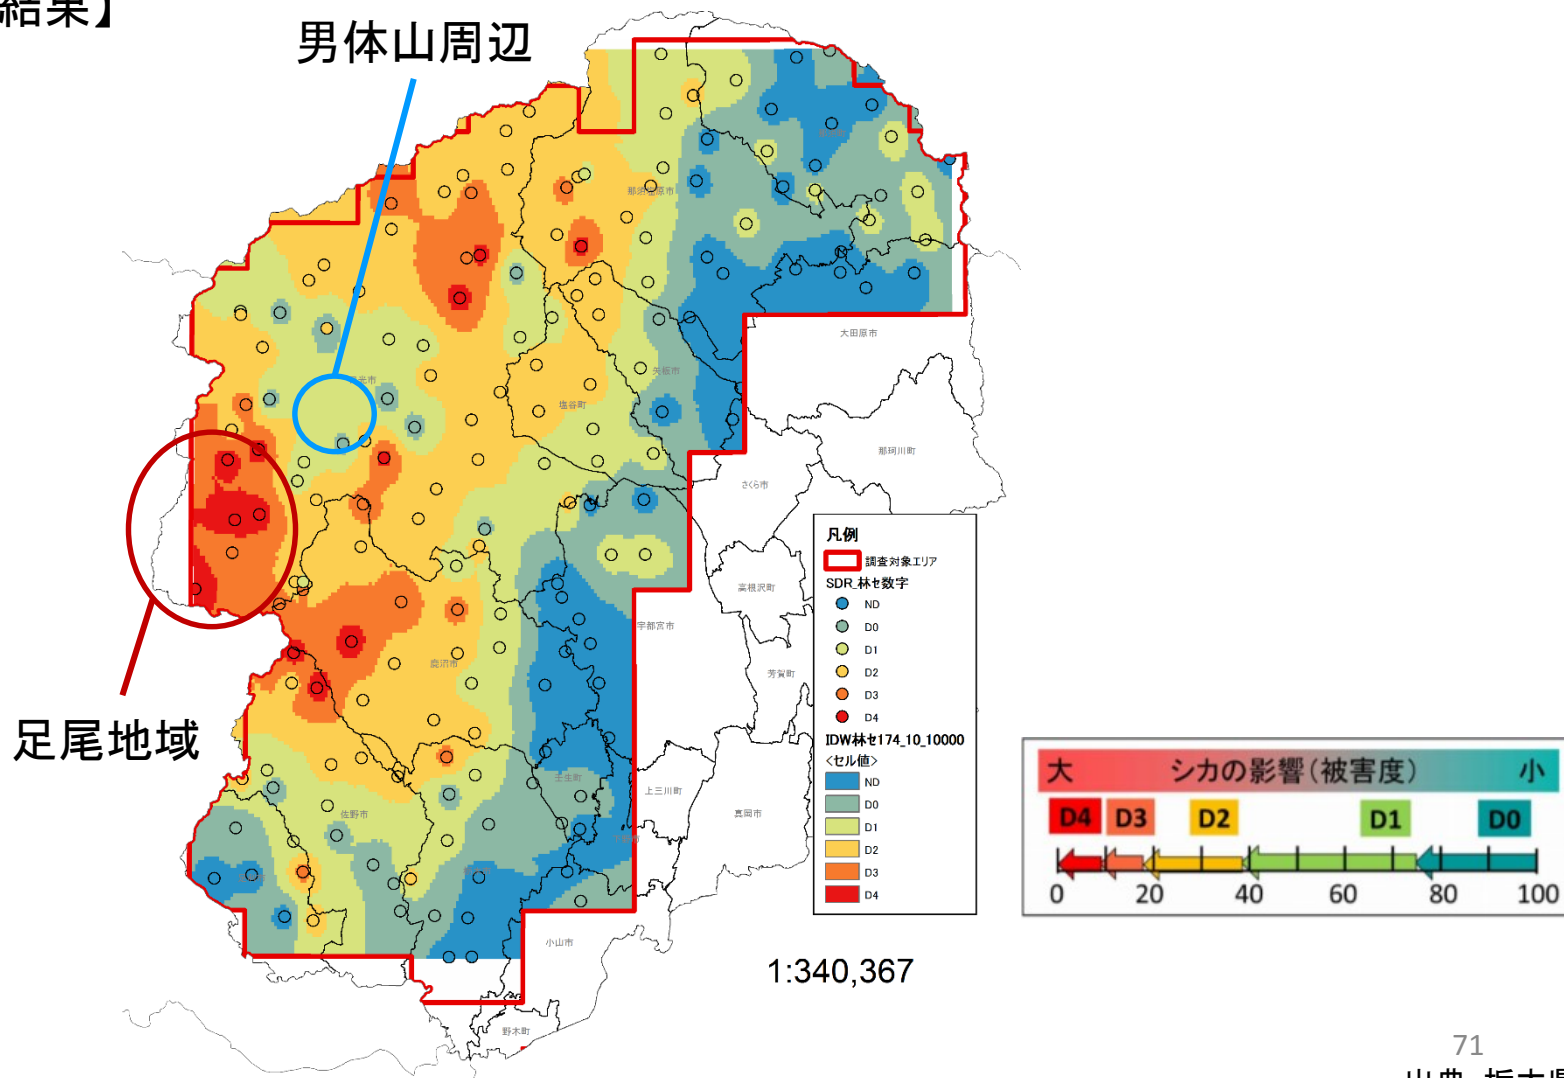 結果】
男体山周辺
那須塩原市
大田原市
矢板市
塩谷町
那珂川町
さくら市
高根沢町
宇都宮市
芳賀町
鹿沼市
足尾地域
壬生町
上三川町
真岡市
佐野市
小山市
野木町
凡例
調査対象エリア
SDR_林セ数字
ND
D0
D1
D2
D3
D4
IDW林セ174_10_10000
<セル値>
ND
D0
D1
D2
D3
D4
大 シカの影響(被害度) 小
D4 D3 D2 D1 D0
0 20 40 60 80 100
1:340,367
71